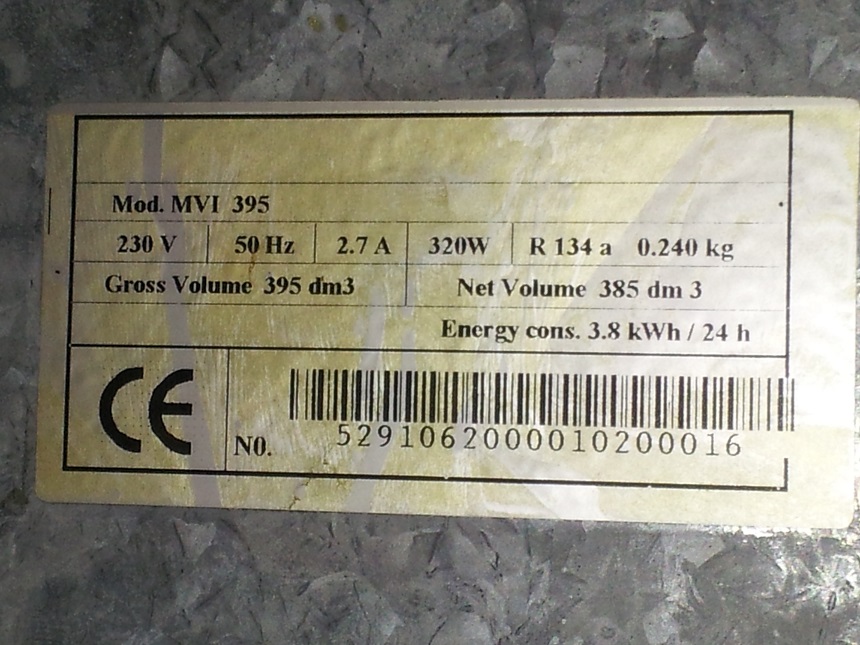 Mod. MVI 395
230 V 50 Hz 2.7 A 320W R 134 a 0.240 kg
Gross Volume 395 dm3 Net Volume 385 dm 3
Energy cons. 3.8 kWh / 24 h
CE N0. 5291062000010200016